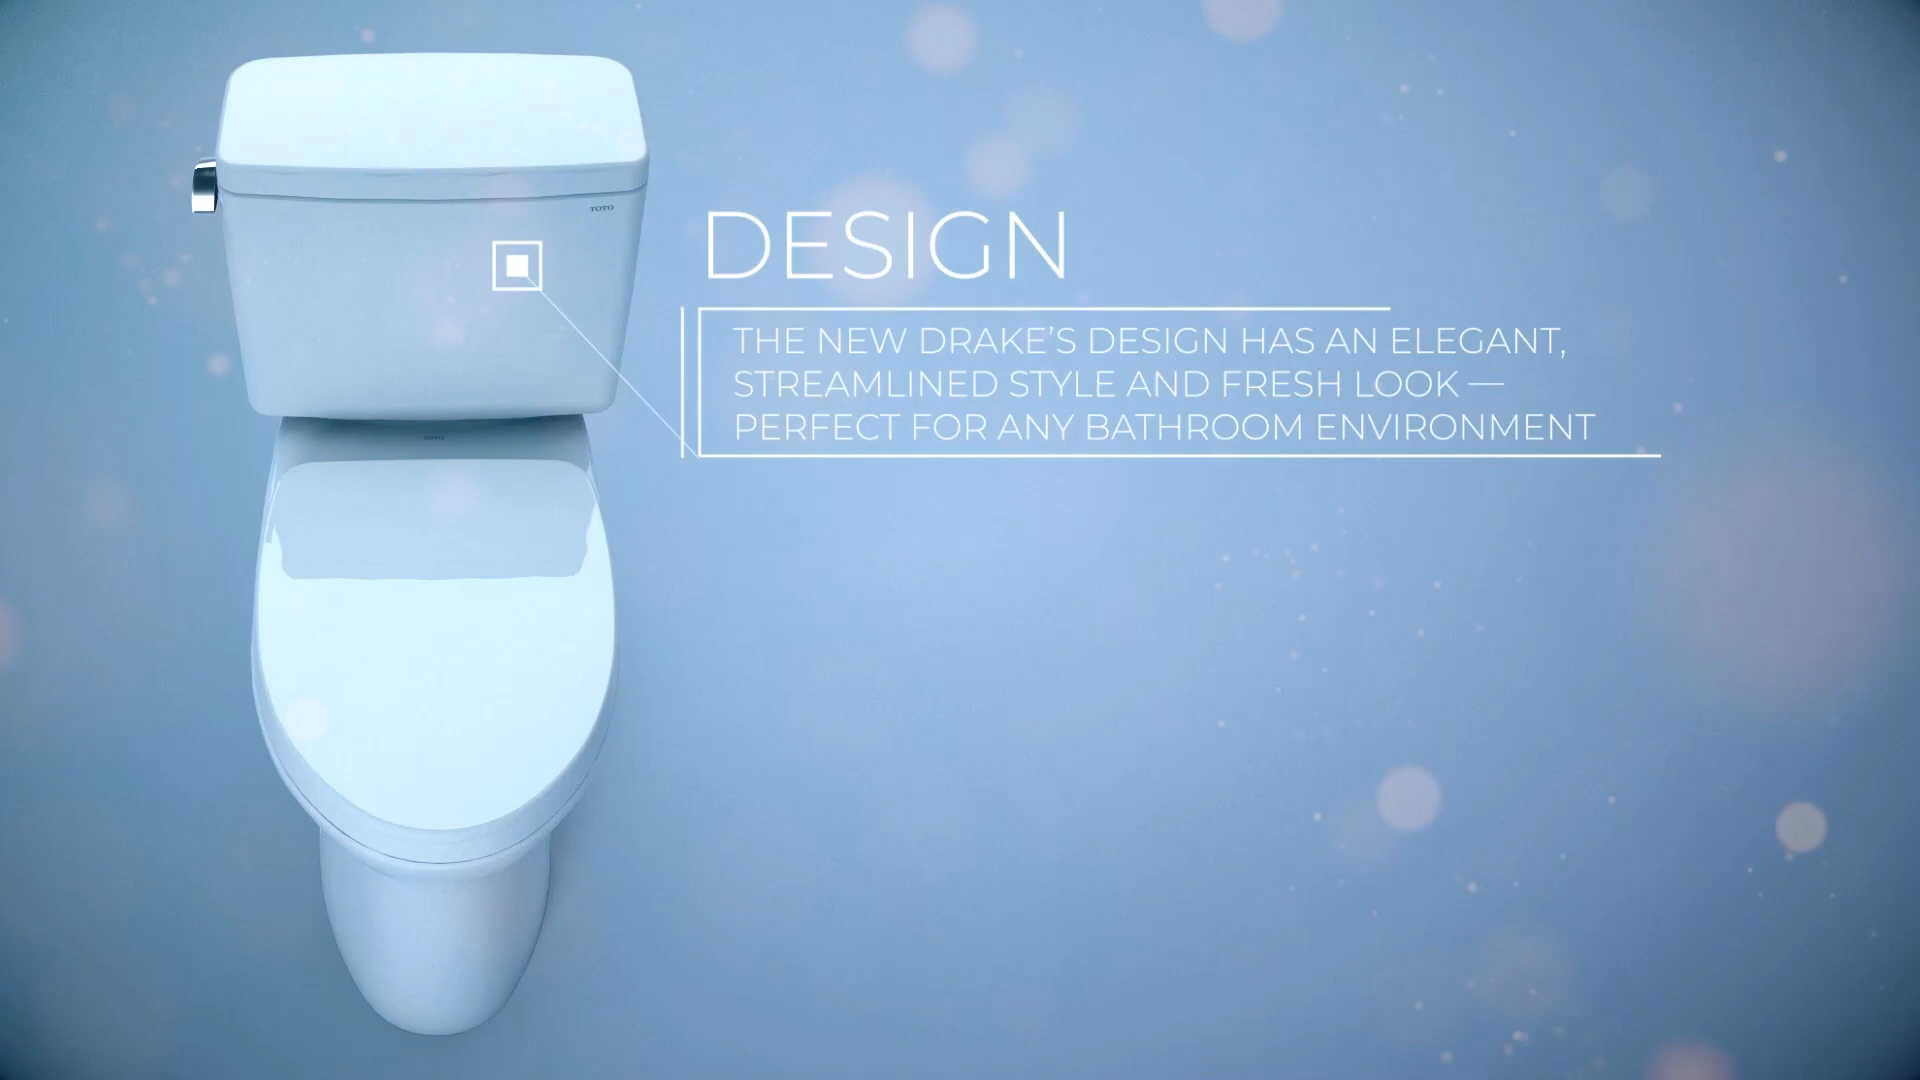 TOTO
DESIGN
THE NEW DRAKE’S DESIGN HAS AN ELEGANT,
STREAMLINED STYLE AND FRESH LOOK —
PERFECT FOR ANY BATHROOM ENVIRONMENT
TOTO